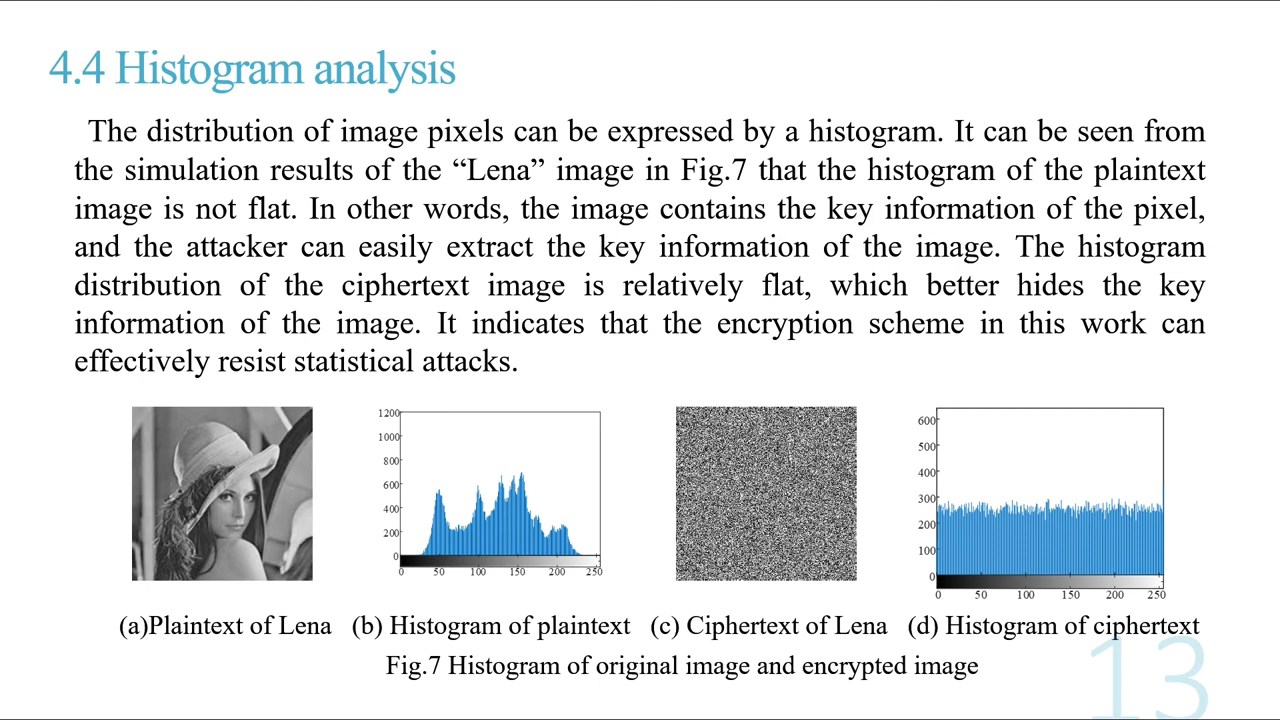 4.4 Histogram analysis
The distribution of image pixels can be expressed by a histogram. It can be seen from
the simulation results of the “Lena” image in Fig.7 that the histogram of the plaintext
image is not flat. In other words, the image contains the key information of the pixel,
and the attacker can easily extract the key information of the image. The histogram
distribution of the ciphertext image is relatively flat, which better hides the key
information of the image. It indicates that the encryption scheme in this work can
effectively resist statistical attacks.
1200
1000
800
600
400
200
0
0 50 100 150 200 250
600
500
400
300
200
100
0
0 50 100 150 200 250
(a)Plaintext of Lena (b) Histogram of plaintext (c) Ciphertext of Lena (d) Histogram of ciphertext
Fig.7 Histogram of original image and encrypted image
13